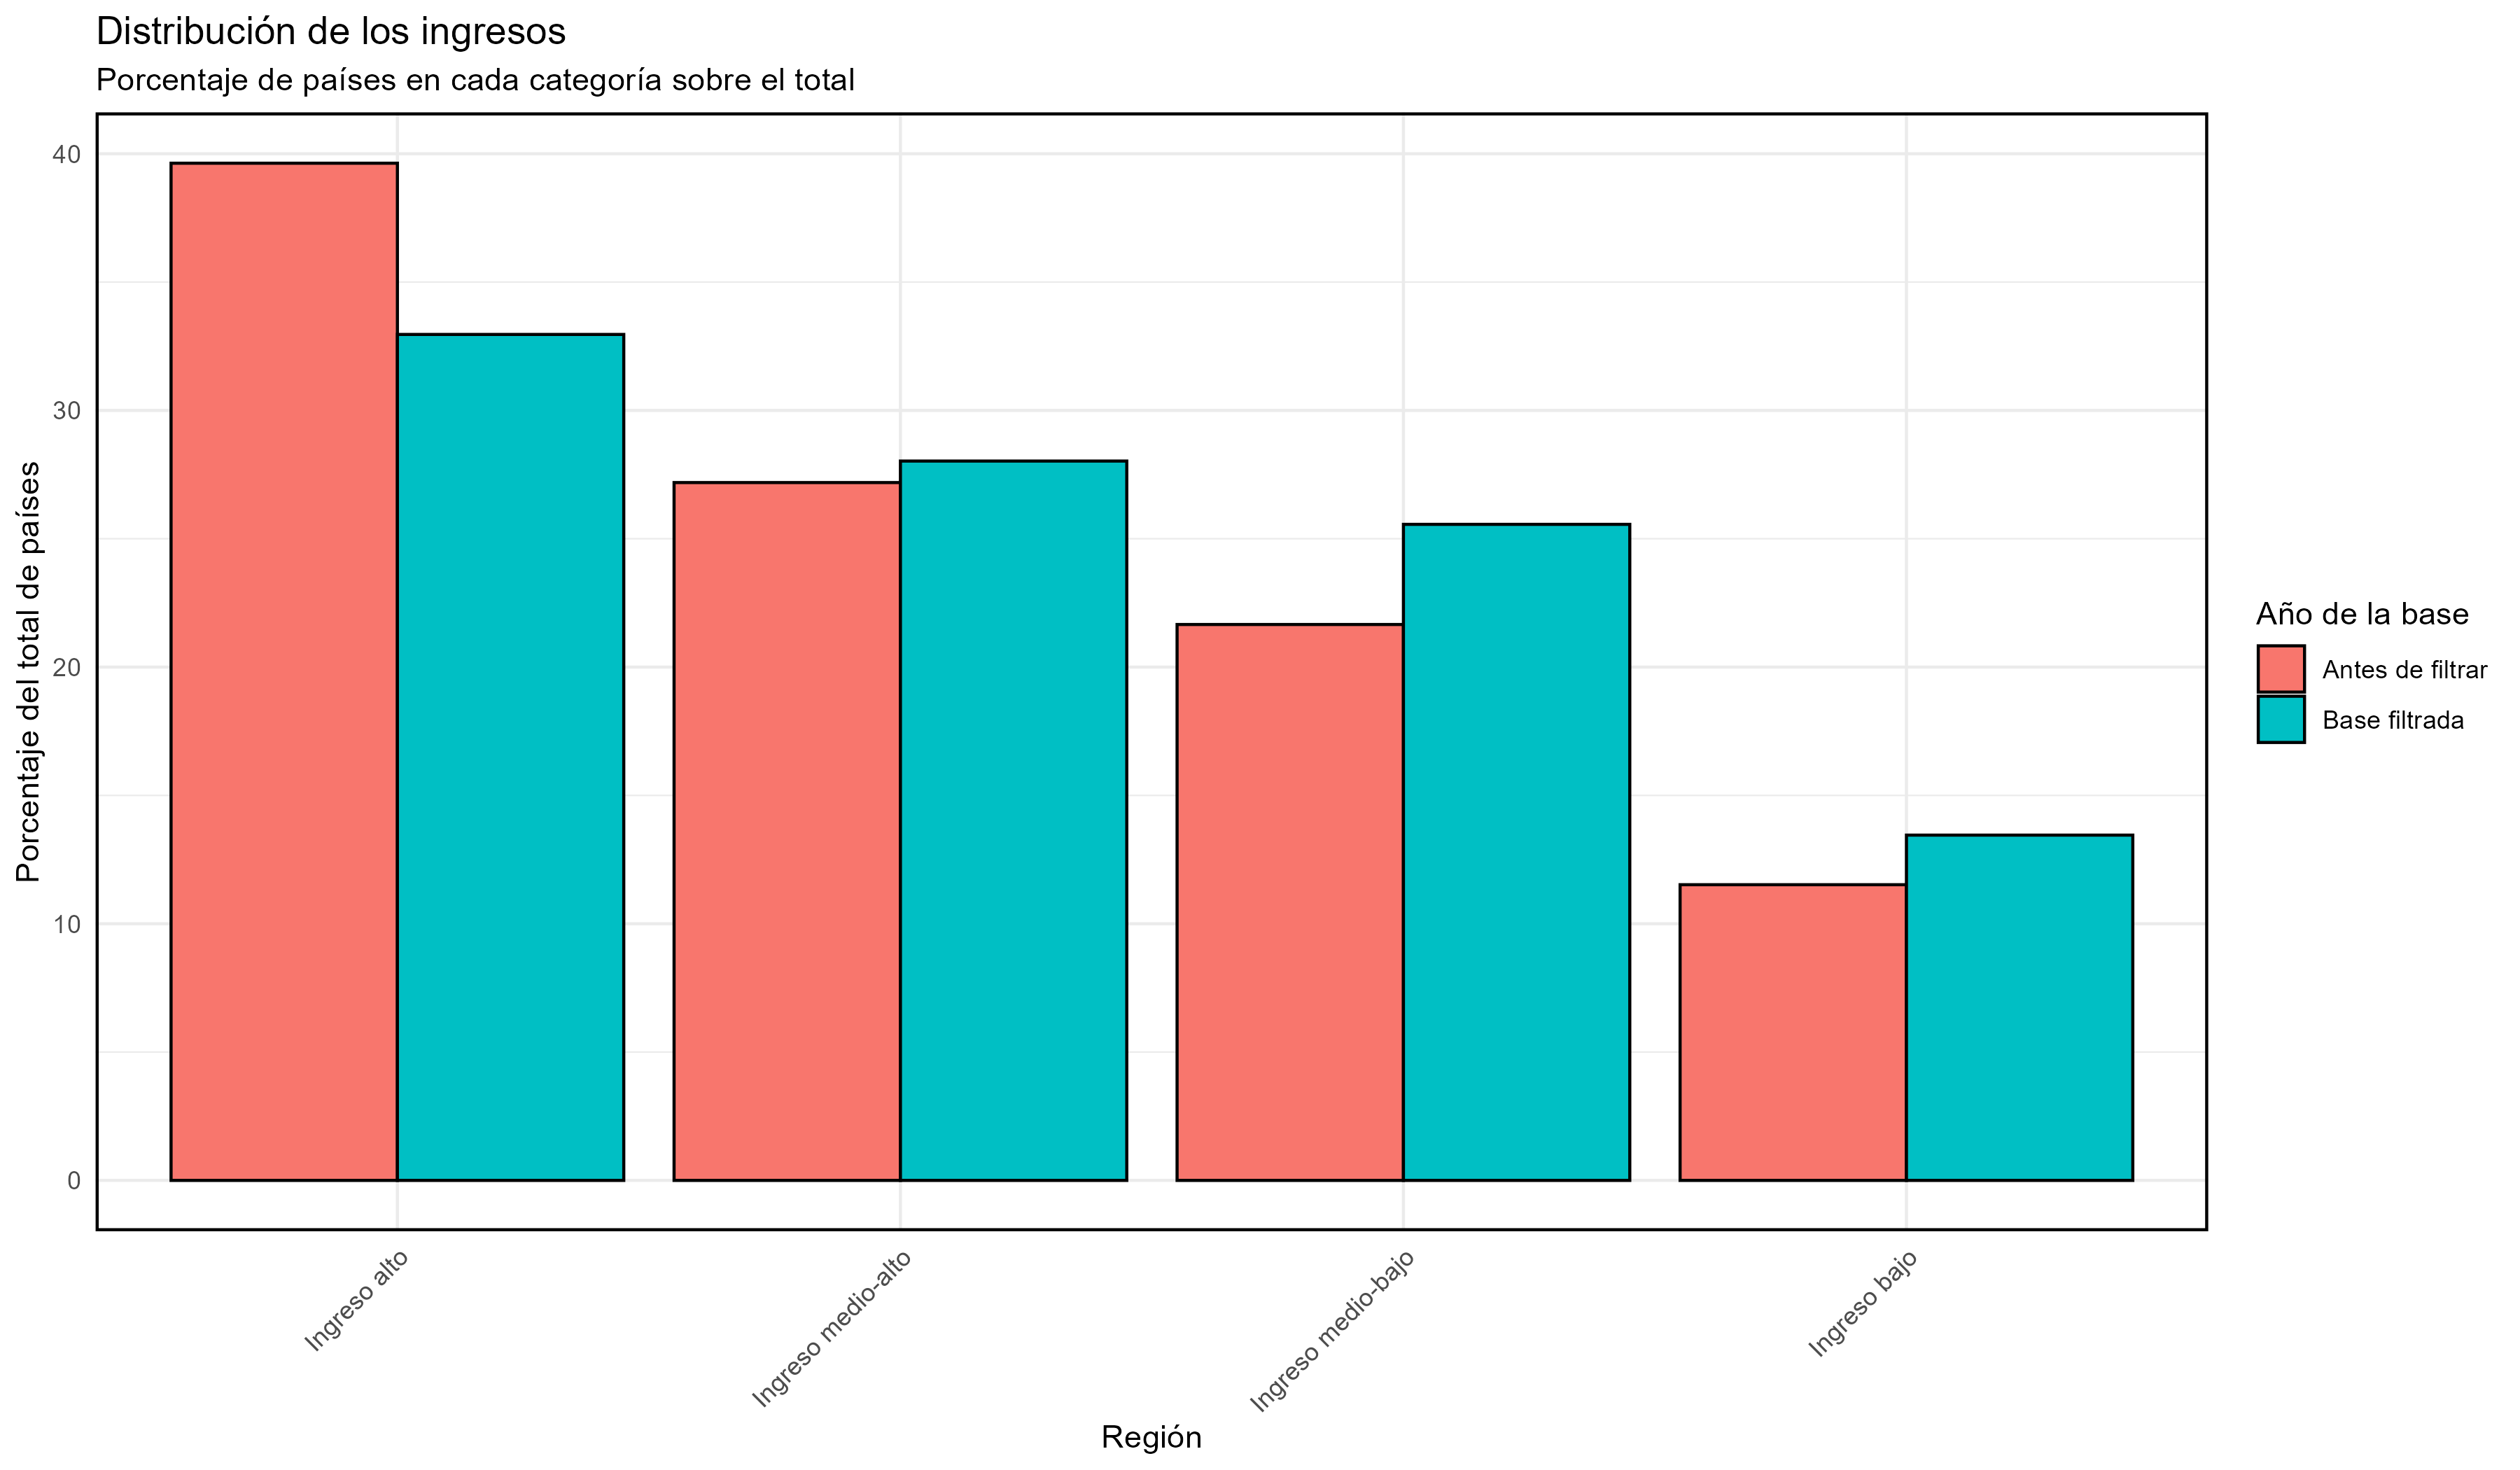 Distribución de los ingresos
Porcentaje de países en cada categoría sobre el total
Porcentaje del total de países
40
30
20
10
0
Ingreso alto
Ingreso medio-alto
Ingreso medio-bajo
Ingreso bajo
Región
Año de la base
Antes de filtrar
Base filtrada